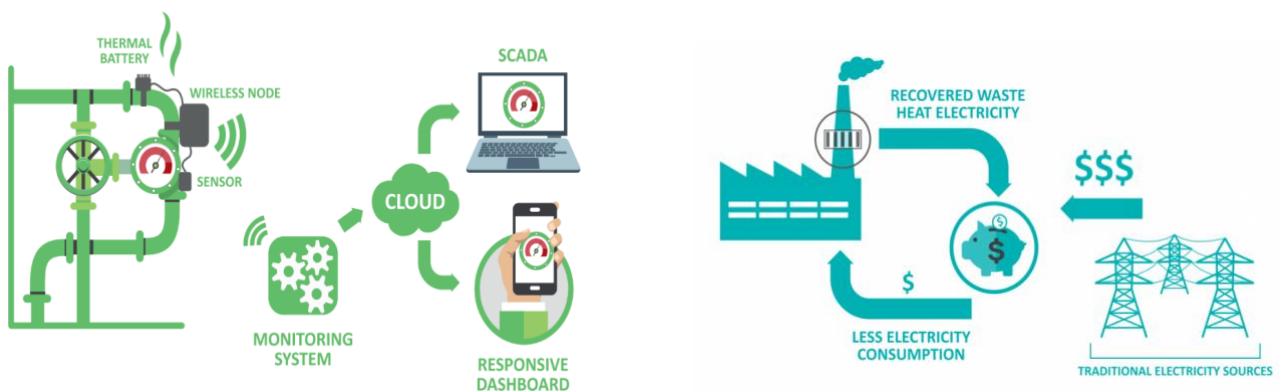 THERMAL
BATTERY
WIRELESS NODE
SENSOR
MONITORING
SYSTEM
CLOUD
SCADA
RESPONSIVE
DASHBOARD
RECOVERED WASTE
HEAT ELECTRICITY
$$$
$
$
$
LESS ELECTRICITY
CONSUMPTION
TRADITIONAL ELECTRICITY SOURCES